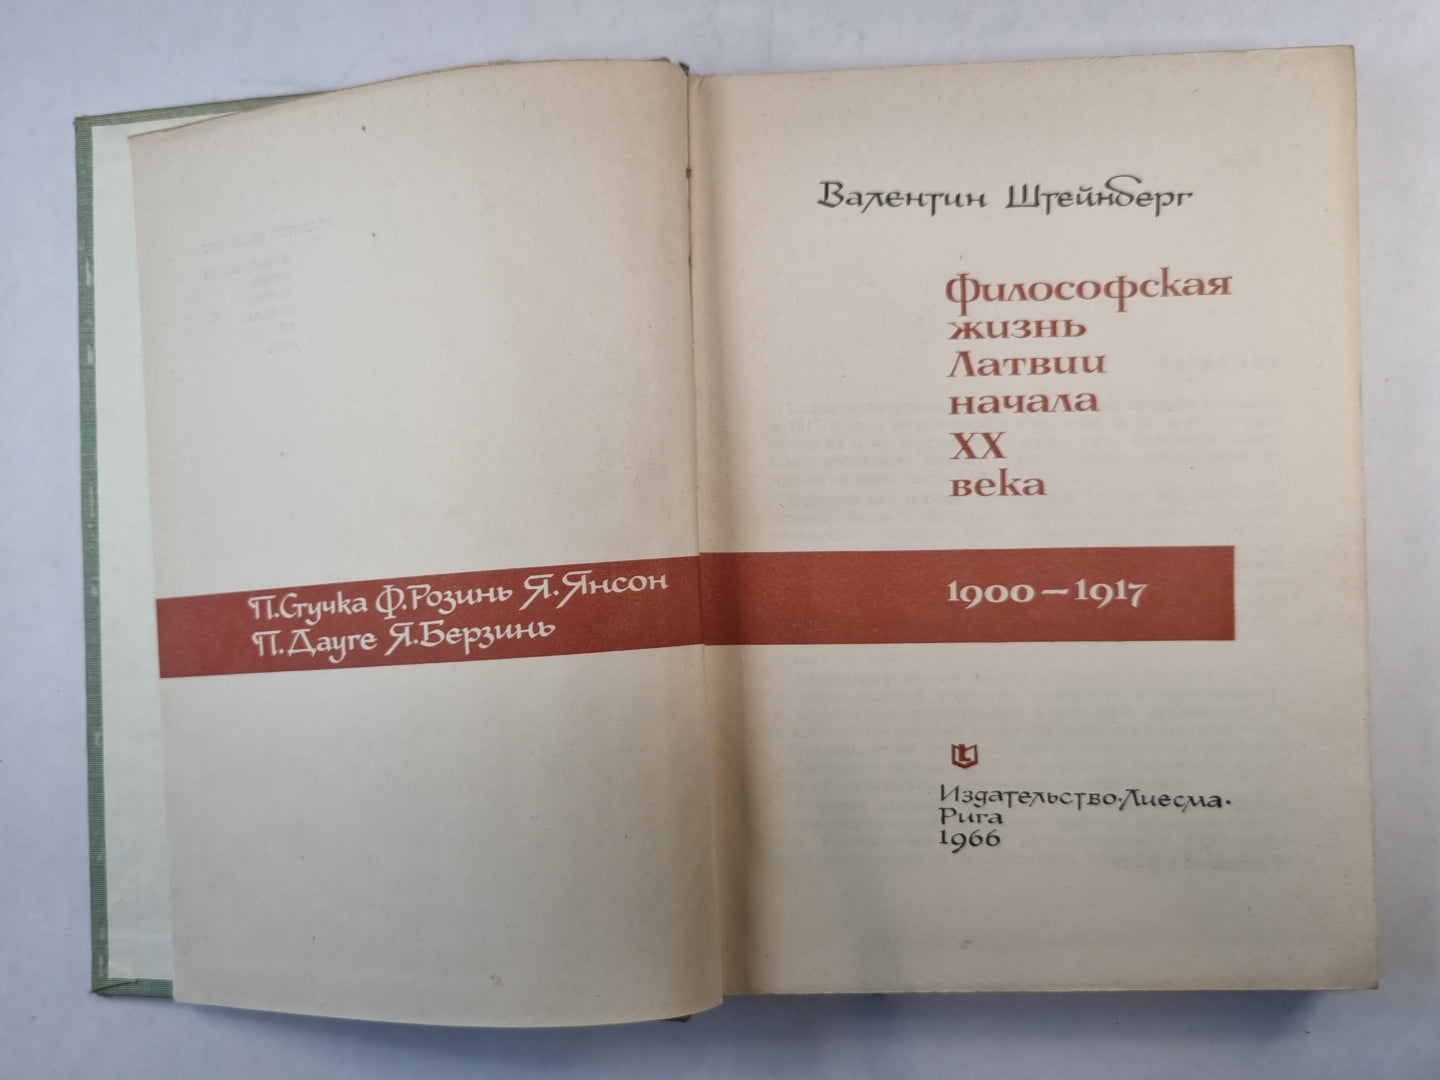 П.Стучка Ф.Розинь Я.Янсон
П.Дауге Я.Берзинь
Валентин Штейнберг
Философская
жизнь
Латвии
начала
XX
века
1900—1917
Издательство·Лиесма·
Рига
1966